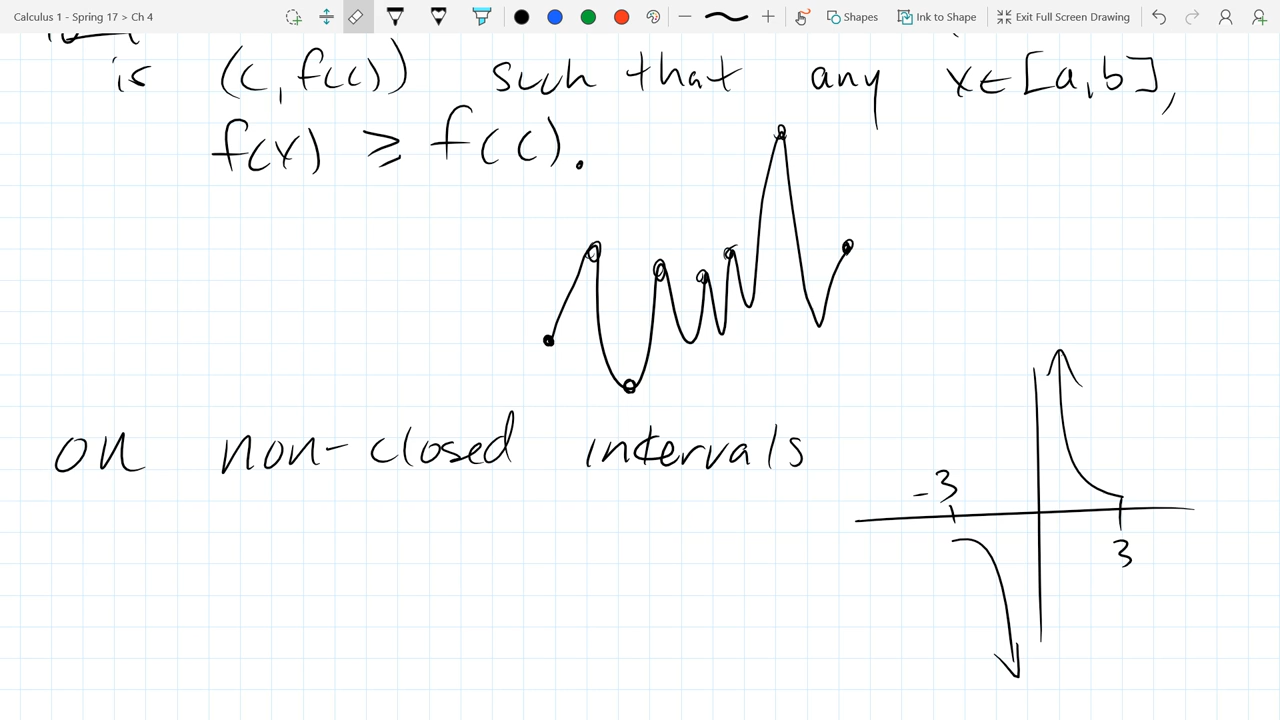 Calculus 1 - Spring 17 > Ch 4
Shapes
Ink to Shape
Exit Full Screen Drawing
is (c, f(c)) such that any x ∈ [a, b],
f(x) ≥ f(c).
on non-closed intervals
-3
3